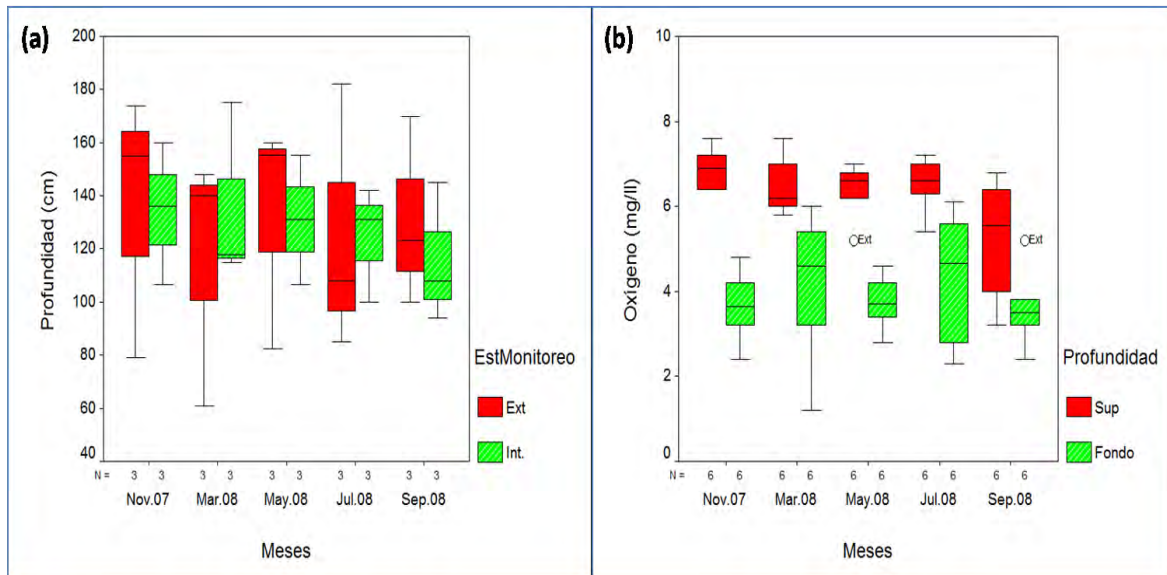 (a)
Profundidad (cm)
200
180
160
140
120
100
80
60
40
N = 3 3 3 3 3 3 3 3 3 3
Nov.07 Mar.08 May.08 Jul.08 Sep.08
Meses
EstMonitoreo
Ext
Int.
(b)
Oxígeno (mg/ll)
10
8
6
4
2
0
Ext
Ext
N = 6 6 6 6 6 6 6 6 6 6
Nov.07 Mar.08 May.08 Jul.08 Sep.08
Meses
Profundidad
Sup
Fondo